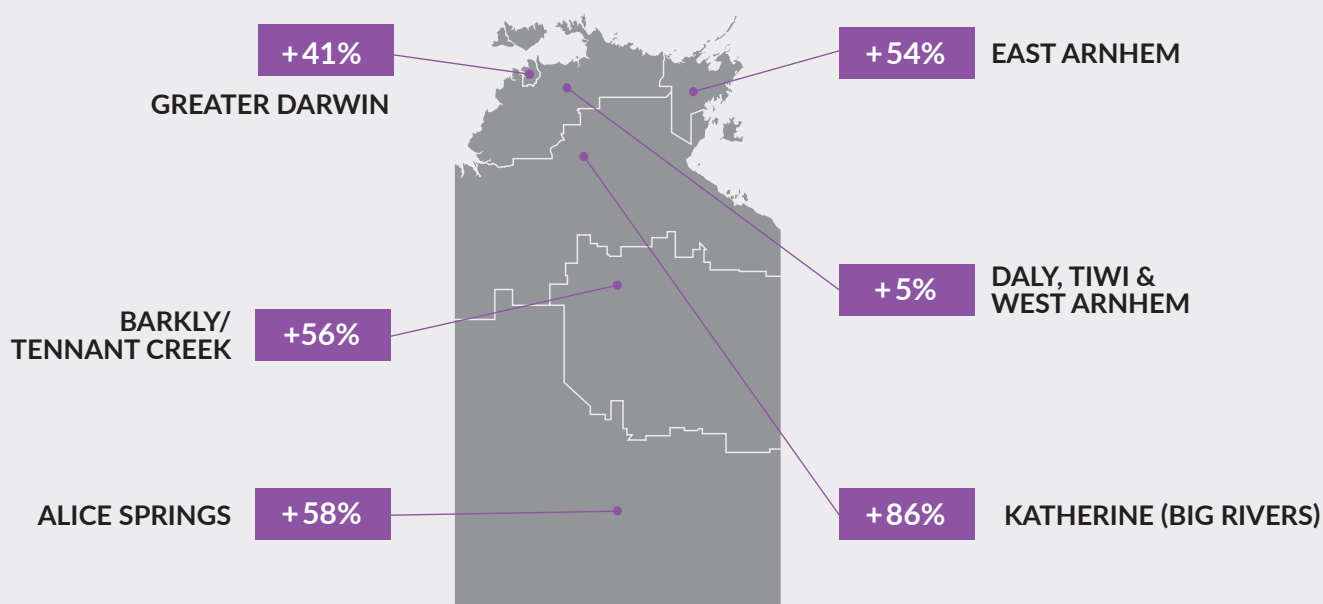 +41%
GREATER DARWIN
+54%
EAST ARNHEM
+5%
DALY, TIWI &
WEST ARNHEM
BARKLY/
TENNANT CREEK
+56%
ALICE SPRINGS
+58%
+86%
KATHERINE (BIG RIVERS)